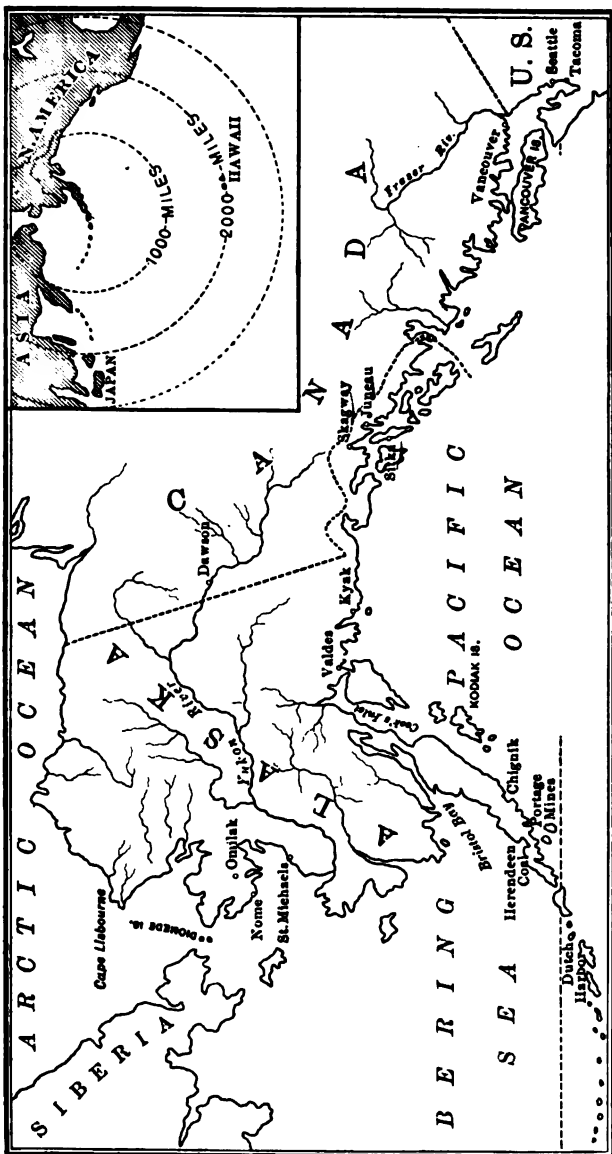 ARCTIC OCEAN
SIBERIA
Cape Lisbourne
DIOMEDE IS.
Omilak
Nome
St. Michaels
Yukon River
ALASKA
Dawson
CANADA
BERING SEA
Bristol Bay
Cook's Inlet
Valdes
Kyak
Skagway
Juneau
Sitka
KODIAK IS.
PACIFIC OCEAN
Chignik
Herendeen
Portage
Coal
Mines
Dutch
Harbor
Fraser Riv.
Vancouver
VANCOUVER IS.
U. S.
Seattle
Tacoma
ASIA
N. AMERICA
JAPAN
1000 MILES
2000 MILES
HAWAII